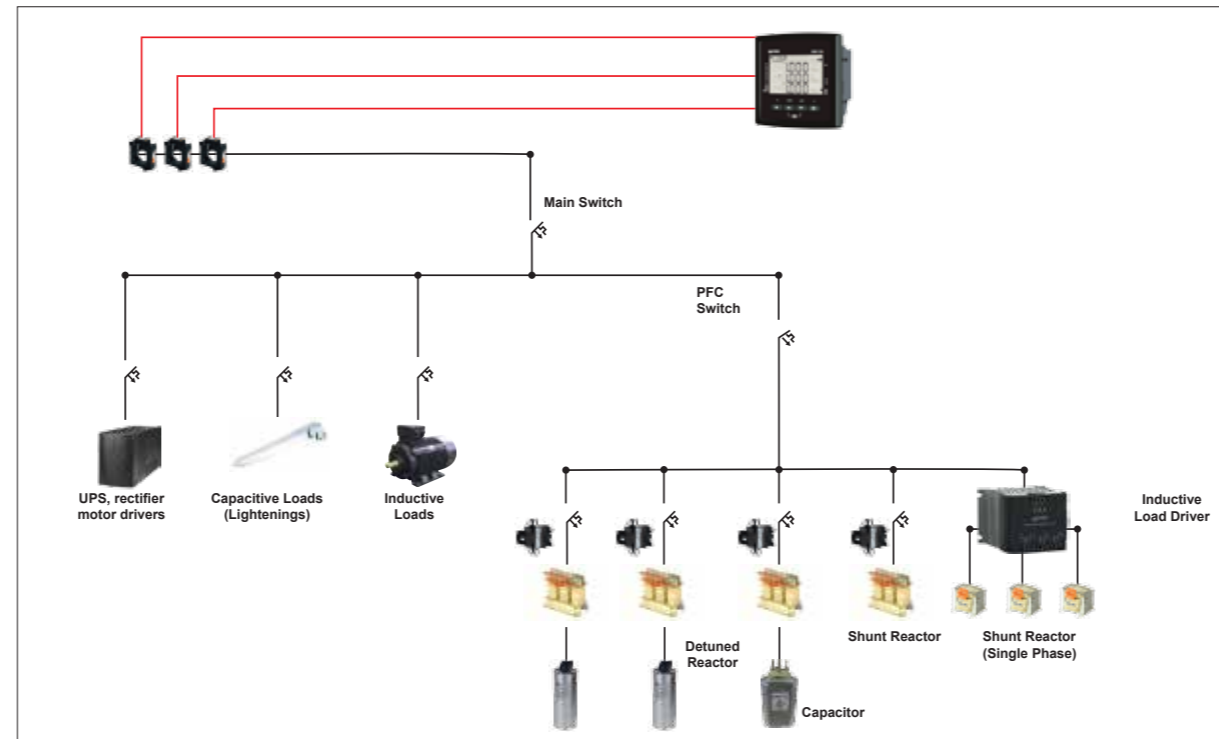 Main Switch
PFC
Switch
UPS, rectifier
motor drivers
Capacitive Loads
(Lightenings)
Inductive
Loads
Inductive
Load Driver
Detuned
Reactor
Shunt Reactor
Shunt Reactor
(Single Phase)
Capacitor